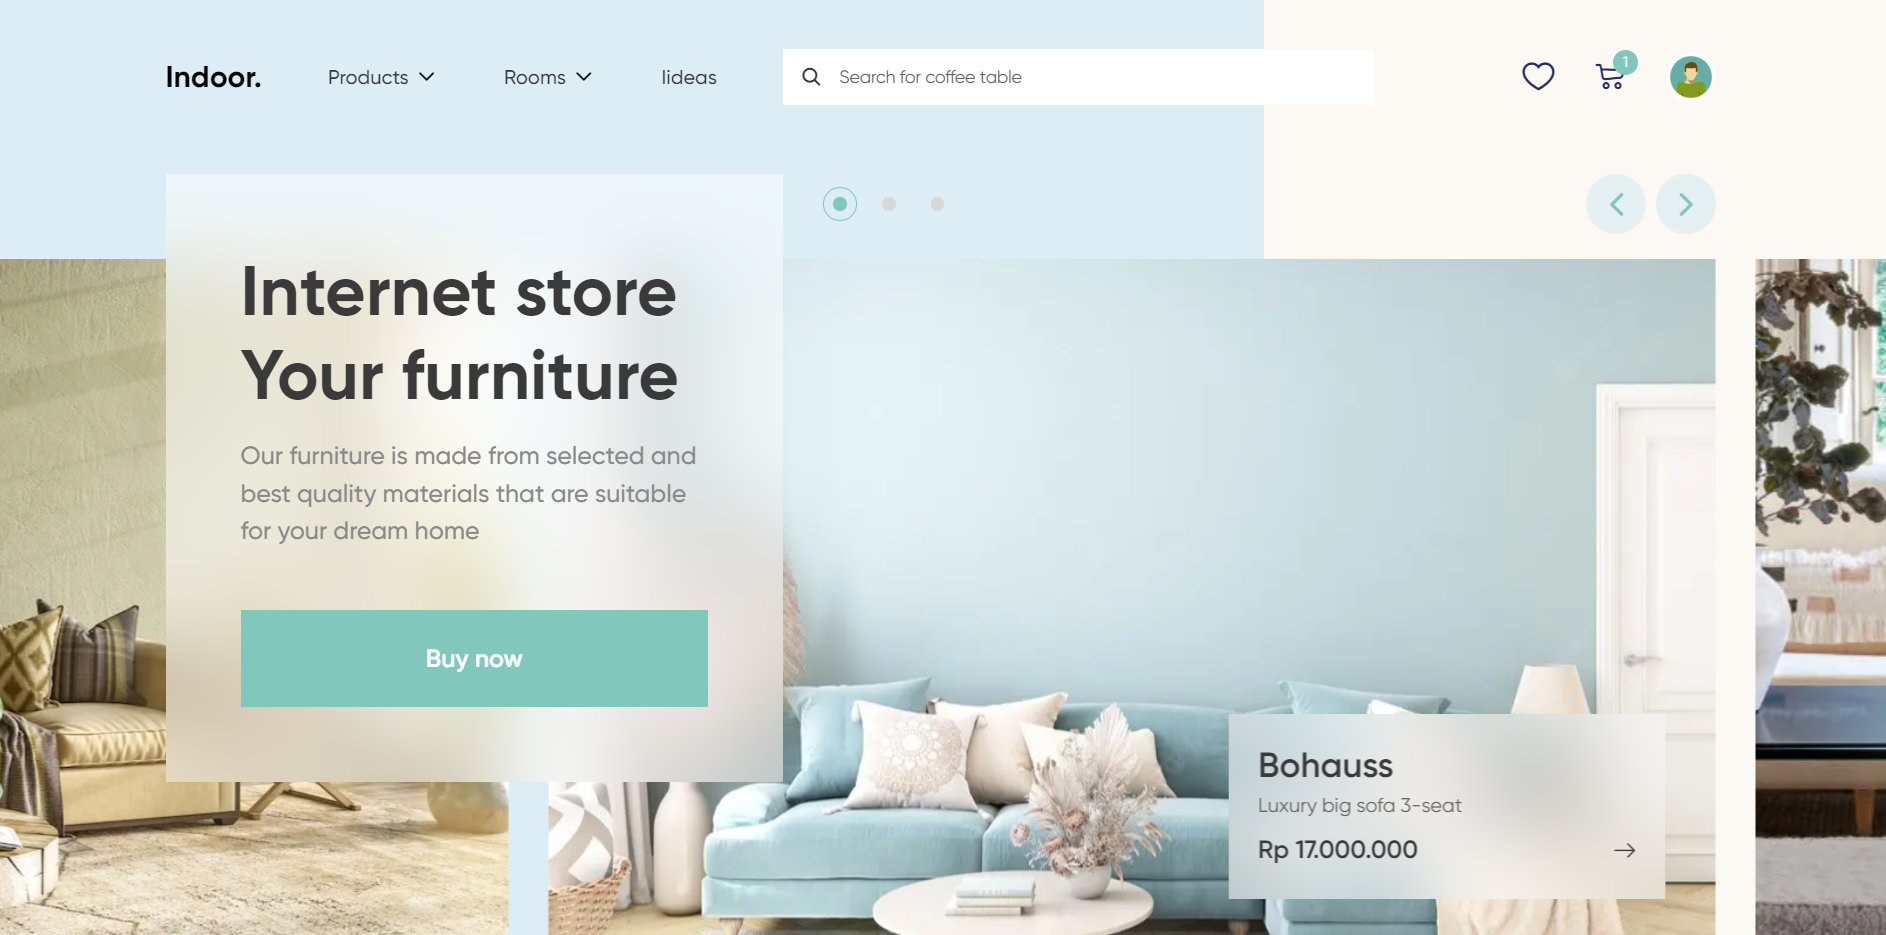 Indoor.
Products
Rooms
Iideas
Search for coffee table
1
Internet store
Your furniture
Our furniture is made from selected and
best quality materials that are suitable
for your dream home
Buy now
Bohauss
Luxury big sofa 3-seat
Rp 17.000.000